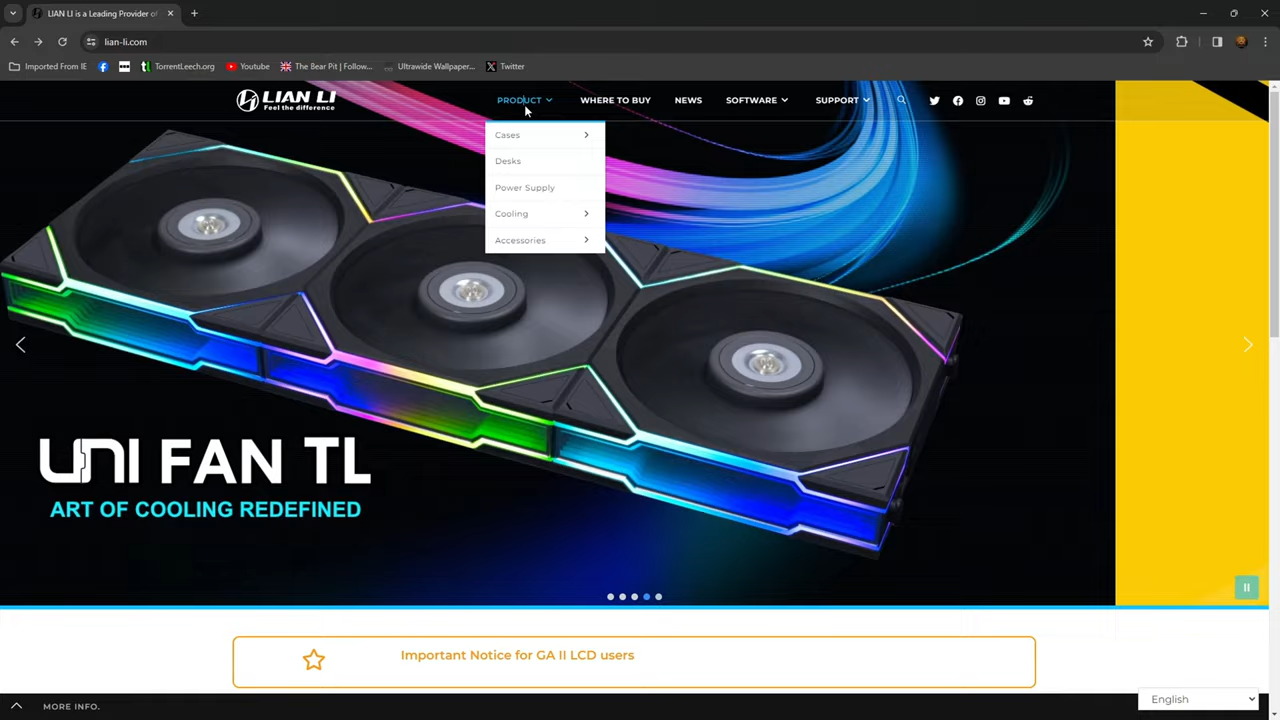 LIAN LI is a Leading Provider of
lian-li.com
Imported From IE
TorrentLeech.org
Youtube
The Bear Pit | Follow...
Ultrawide Wallpaper...
Twitter
LIAN LI
Feel the difference
PRODUCT
WHERE TO BUY
NEWS
SOFTWARE
SUPPORT
Cases
Desks
Power Supply
Cooling
Accessories
UNI FAN TL
ART OF COOLING REDEFINED
Important Notice for GA II LCD users
MORE INFO.
English